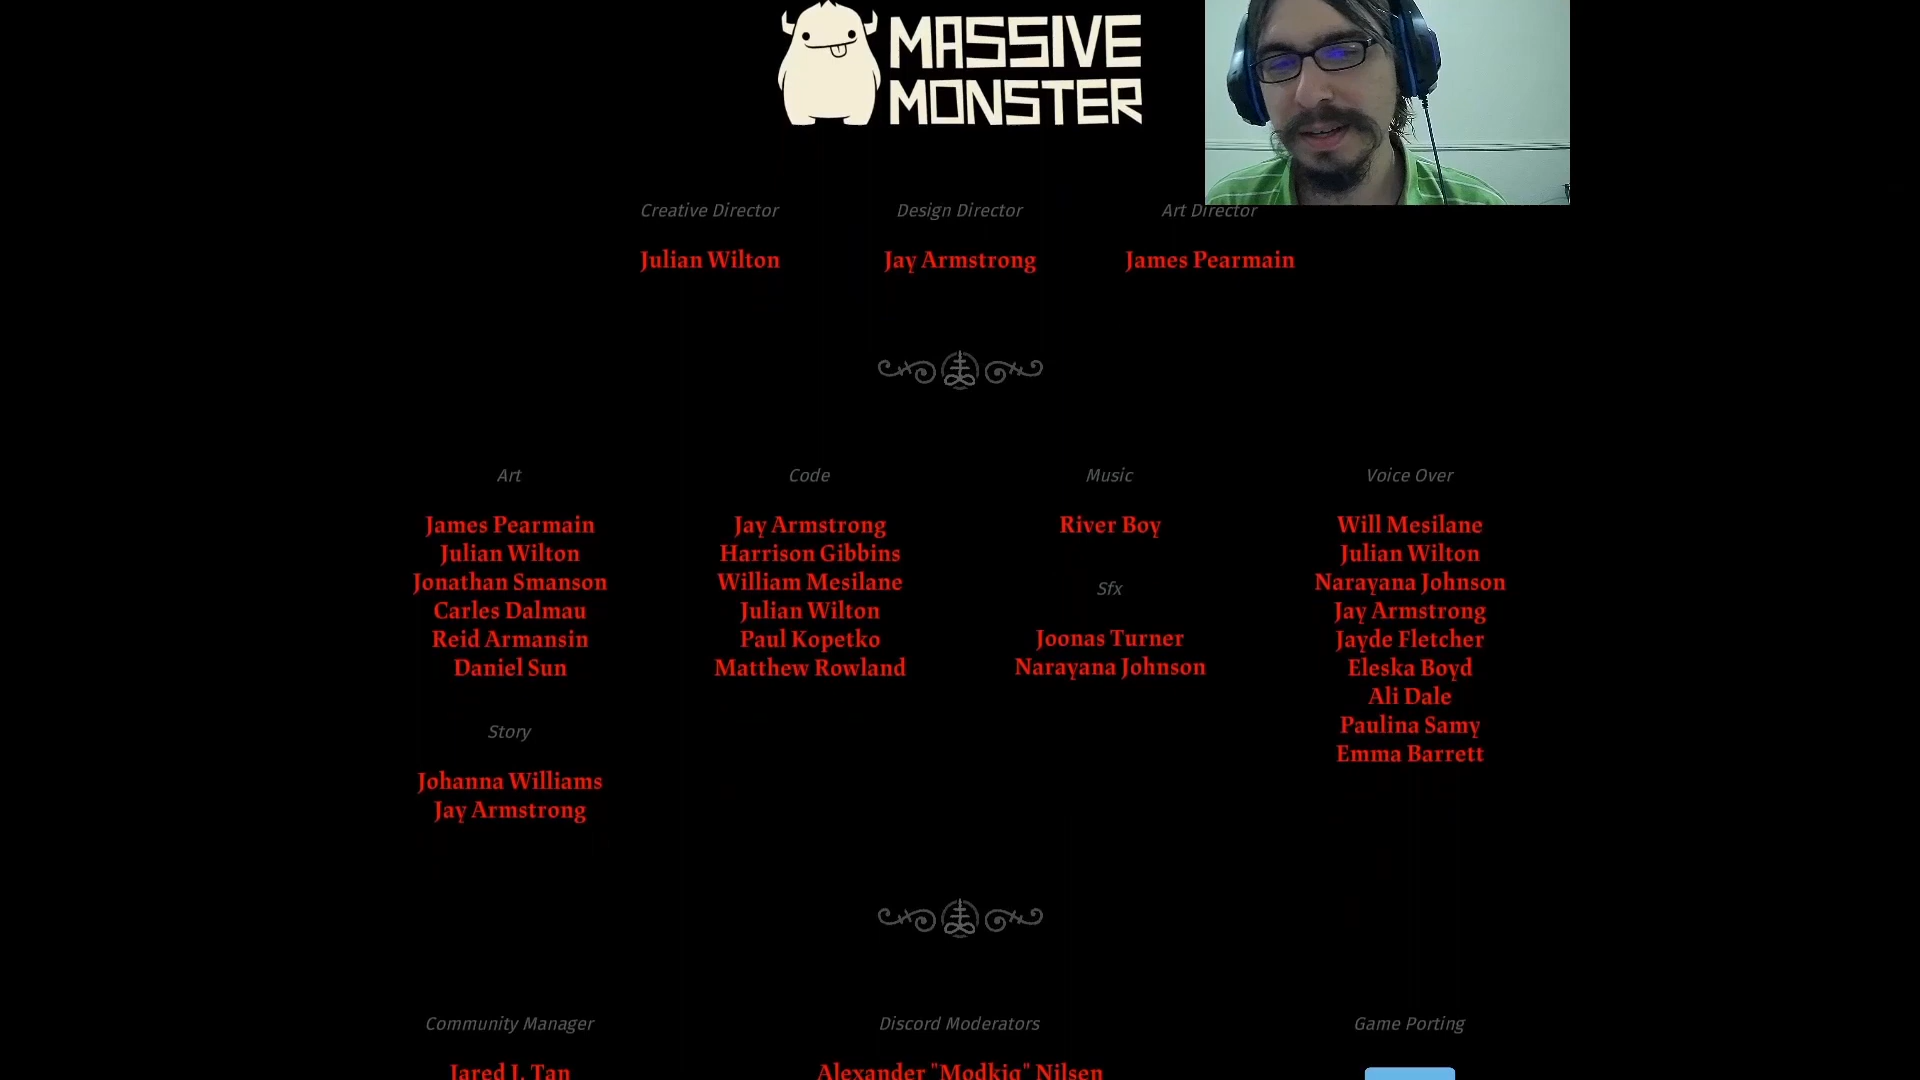 MASSIVE
MONSTER
Creative Director
Julian Wilton
Design Director
Jay Armstrong
Art Director
James Pearmain
Art
James Pearmain
Julian Wilton
Jonathan Smanson
Carles Dalmau
Reid Armansin
Daniel Sun
Story
Johanna Williams
Jay Armstrong
Code
Jay Armstrong
Harrison Gibbins
William Mesilane
Julian Wilton
Paul Kopetko
Matthew Rowland
Music
River Boy
Sfx
Joonas Turner
Narayana Johnson
Voice Over
Will Mesilane
Julian Wilton
Narayana Johnson
Jay Armstrong
Jayde Fletcher
Eleska Boyd
Ali Dale
Paulina Samy
Emma Barrett
Community Manager
Jared J. Tan
Discord Moderators
Alexander "Modkig" Nilsen
Game Porting